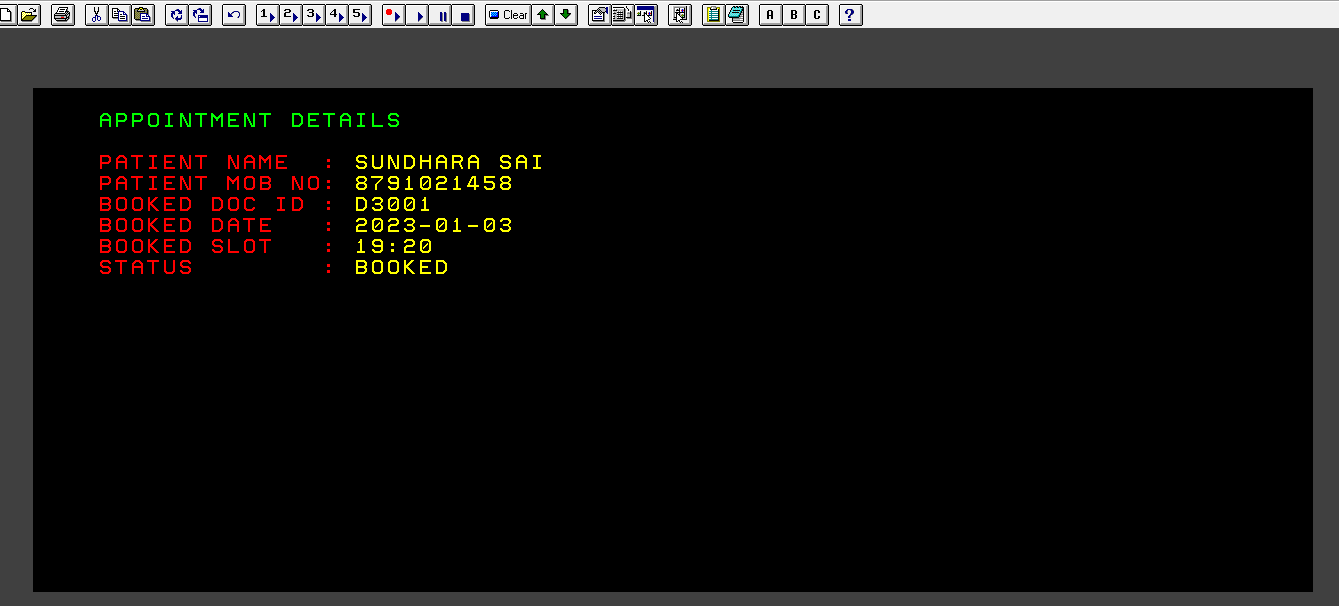 1 2 3 4 5 Clear A B C ?
APPOINTMENT DETAILS
PATIENT NAME : SUNDHARA SAI
PATIENT MOB NO: 8791021458
BOOKED DOC ID : D3001
BOOKED DATE : 2023-01-03
BOOKED SLOT : 19:20
STATUS : BOOKED